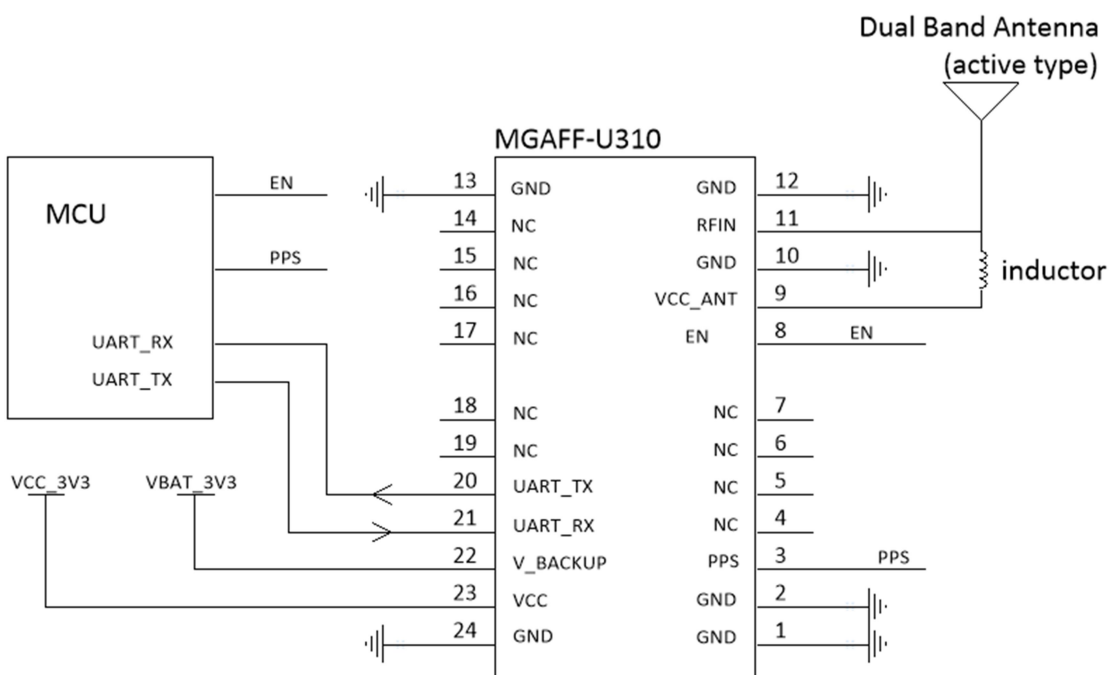 Dual Band Antenna
(active type)
MGAFF-U310
MCU
EN
PPS
UART_RX
UART_TX
VCC_3V3
VBAT_3V3
13 GND
14 NC
15 NC
16 NC
17 NC
18 NC
19 NC
20 UART_TX
21 UART_RX
22 V_BACKUP
23 VCC
24 GND
GND 12
RFIN 11
GND 10
VCC_ANT 9
EN 8 EN
NC 7
NC 6
NC 5
NC 4
PPS 3 PPS
GND 2
GND 1
inductor